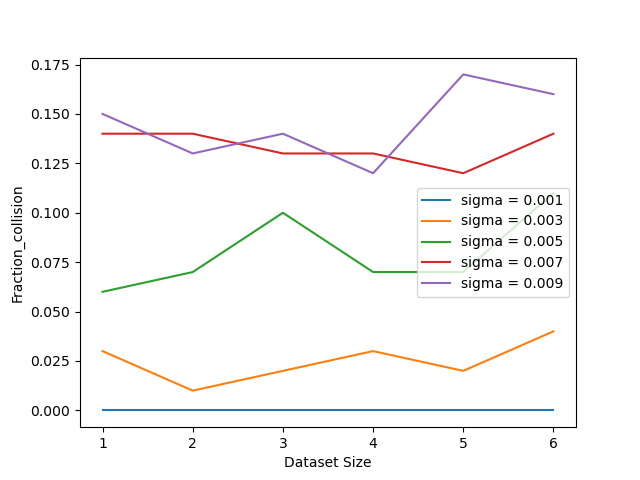 0.175
0.150
0.125
0.100
0.075
0.050
0.025
0.000
Fraction_collision
sigma = 0.001
sigma = 0.003
sigma = 0.005
sigma = 0.007
sigma = 0.009
1 2 3 4 5 6
Dataset Size